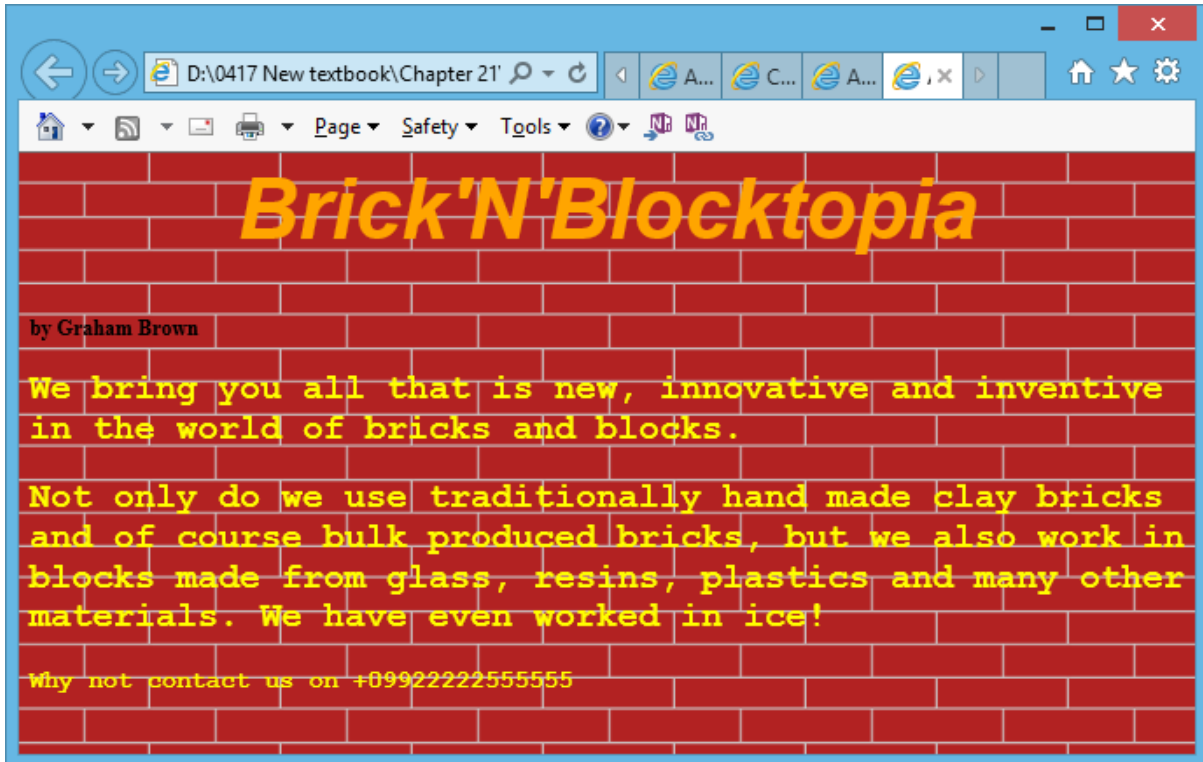 D:\0417 New textbook\Chapter 21\
A...
C...
A...
Page
Safety
Tools
Brick'N'Blocktopia
by Graham Brown
We bring you all that is new, innovative and inventive
in the world of bricks and blocks.
Not only do we use traditionally hand made clay bricks
and of course bulk produced bricks, but we also work in
blocks made from glass, resins, plastics and many other
materials. We have even worked in ice!
Why not contact us on +09922222555555